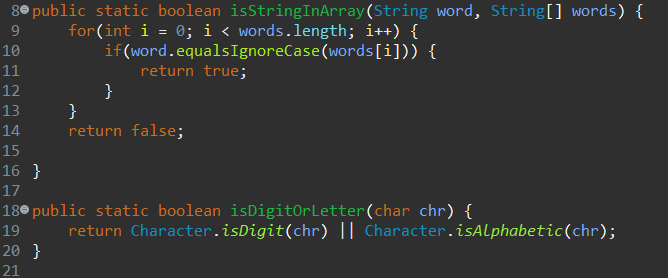 8 public static boolean isStringInArray(String word, String[] words) {
9 for(int i = 0; i < words.length; i++) {
10 if(word.equalsIgnoreCase(words[i])) {
11 return true;
12 }
13 }
14 return false;
15
16 }
17
18 public static boolean isDigitOrLetter(char chr) {
19 return Character.isDigit(chr) || Character.isAlphabetic(chr);
20 }
21